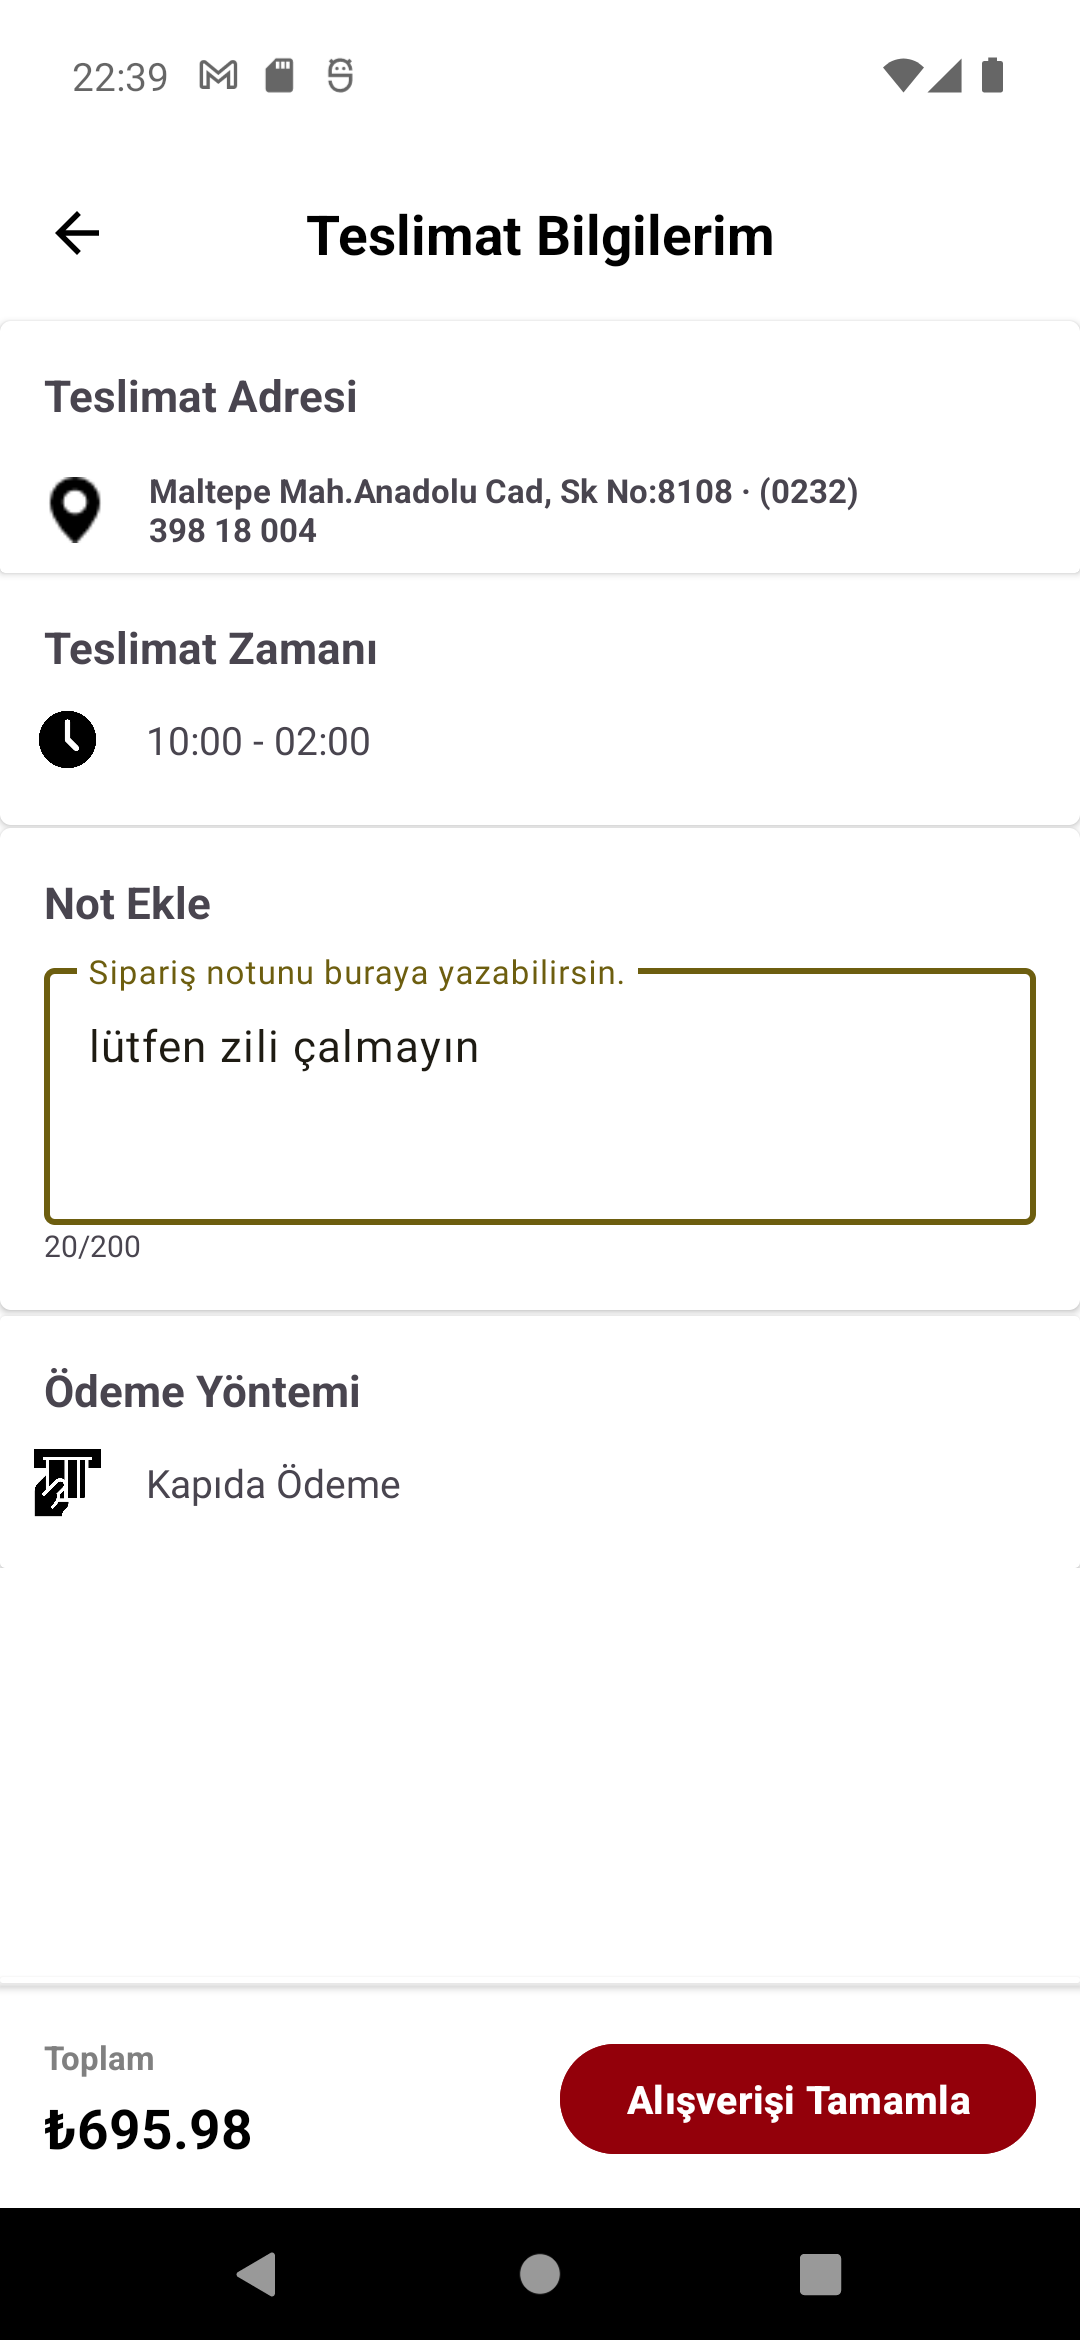 22:39
Teslimat Bilgilerim
Teslimat Adresi
Maltepe Mah.Anadolu Cad, Sk No:8108 · (0232)
398 18 004
Teslimat Zamanı
10:00 - 02:00
Not Ekle
Sipariş notunu buraya yazabilirsin.
lütfen zili çalmayın
20/200
Ödeme Yöntemi
Kapıda Ödeme
Toplam
₺695.98
Alışverişi Tamamla